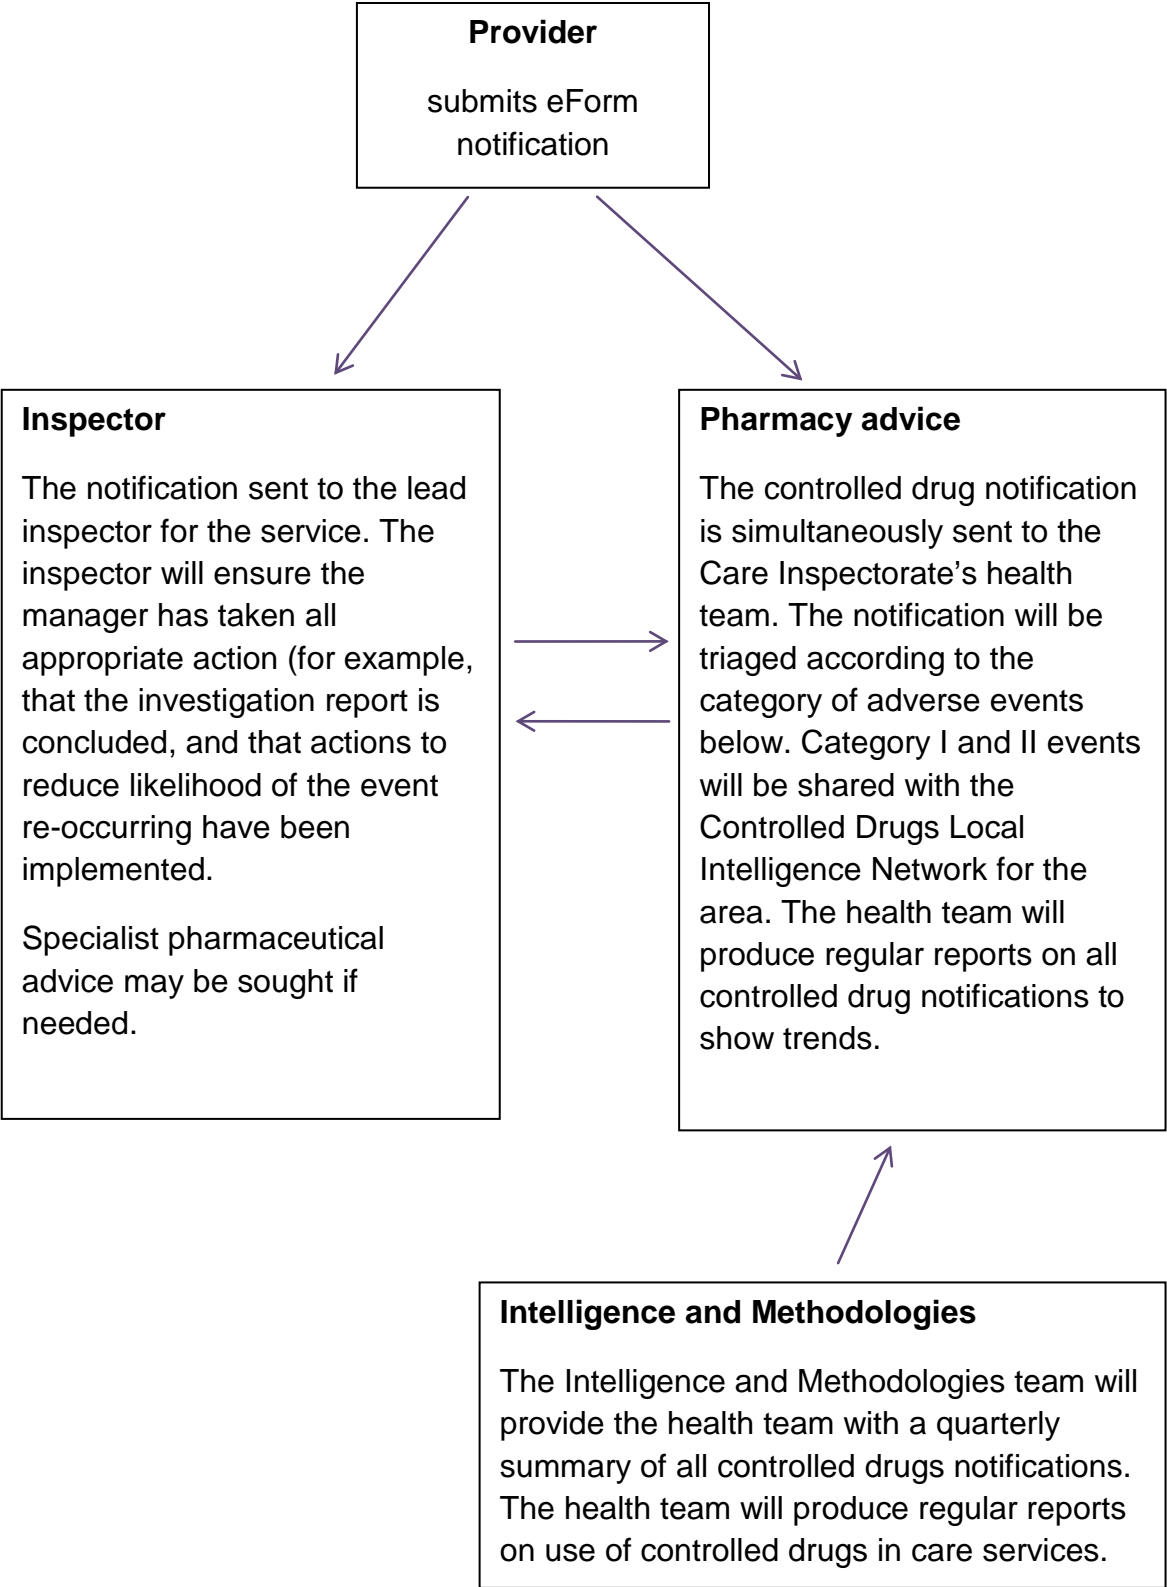 Provider
submits eForm
notification
Inspector
The notification sent to the lead
inspector for the service. The
inspector will ensure the
manager has taken all
appropriate action (for example,
that the investigation report is
concluded, and that actions to
reduce likelihood of the event
re-occurring have been
implemented.
Specialist pharmaceutical
advice may be sought if
needed.
Pharmacy advice
The controlled drug notification
is simultaneously sent to the
Care Inspectorate’s health
team. The notification will be
triaged according to the
category of adverse events
below. Category I and II events
will be shared with the
Controlled Drugs Local
Intelligence Network for the
area. The health team will
produce regular reports on all
controlled drug notifications to
show trends.
Intelligence and Methodologies
The Intelligence and Methodologies team will
provide the health team with a quarterly
summary of all controlled drugs notifications.
The health team will produce regular reports
on use of controlled drugs in care services.